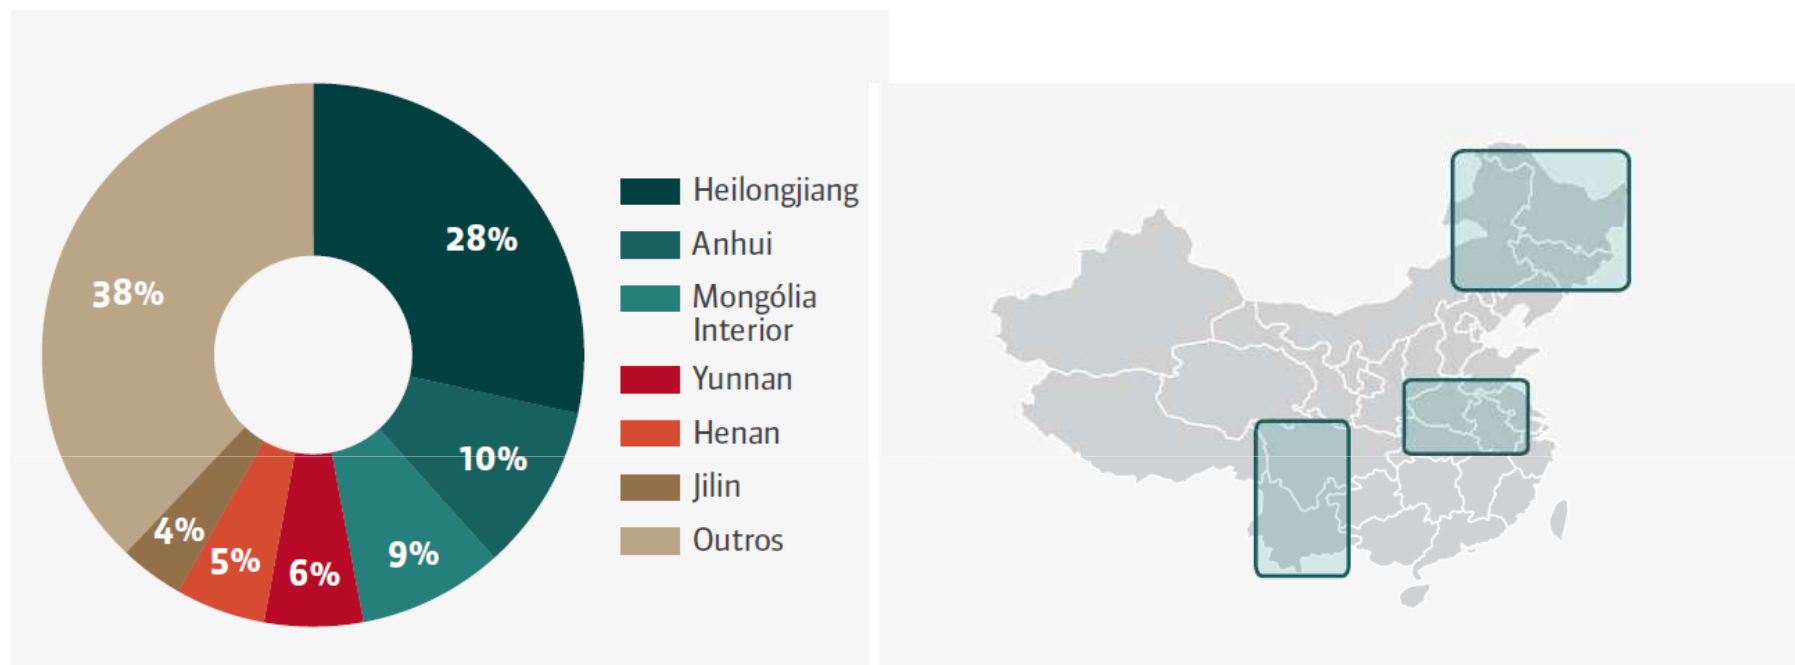 28%
10%
9%
6%
5%
4%
38%
Heilongjiang
Anhui
Mongólia
Interior
Yunnan
Henan
Jilin
Outros